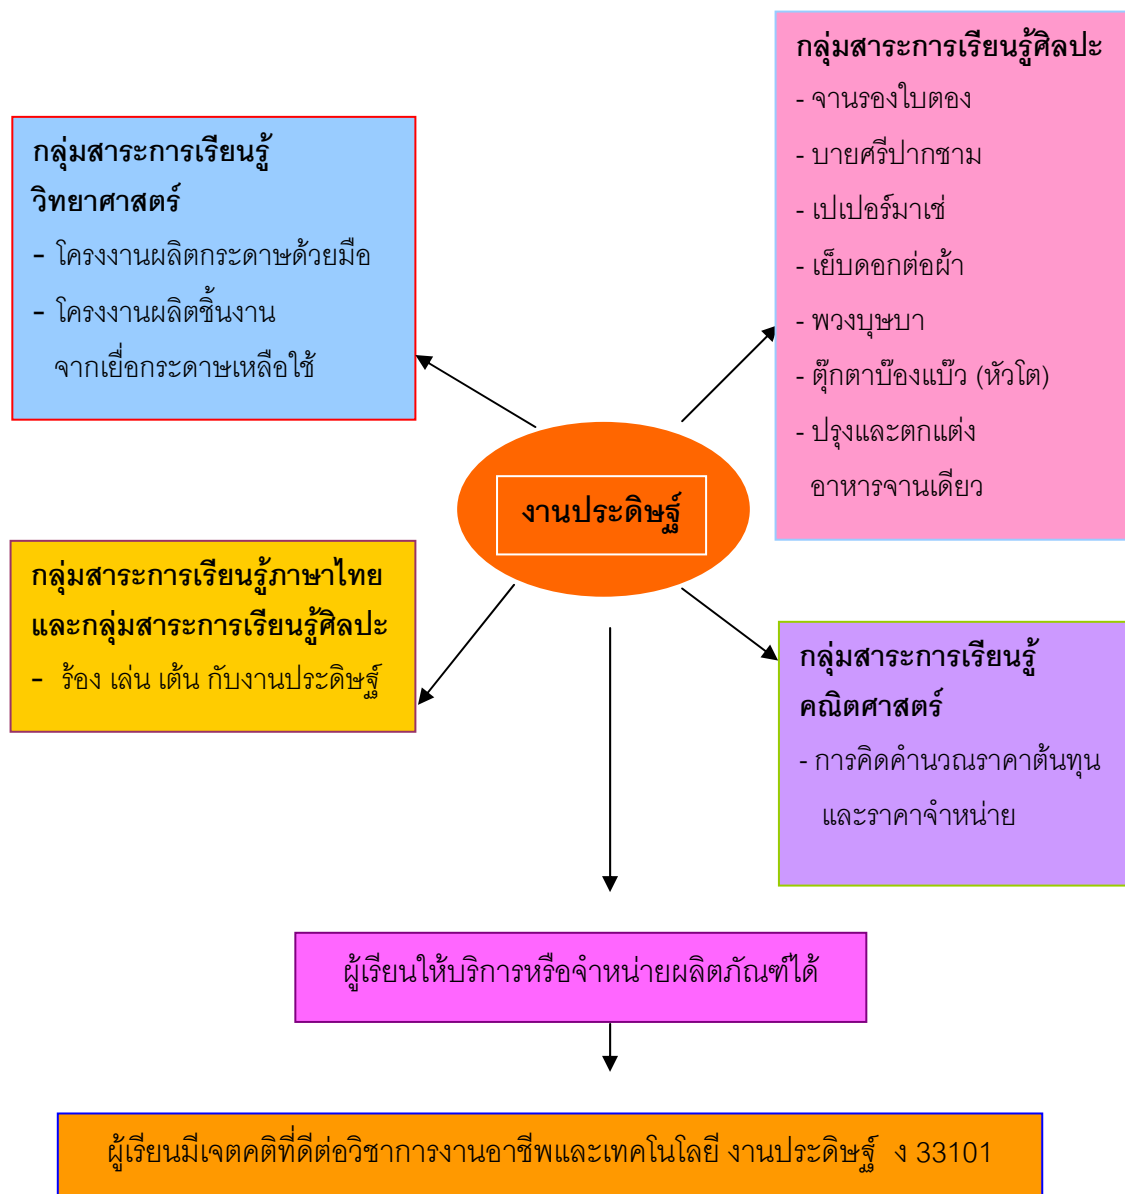 กลุ่มสาระการเรียนรู้ศิลปะ
- จานรองใบตอง
- บายศรีปากชาม
- เปเปอร์มาเช่
- เย็บดอกต่อผ้า
- พวงบุษบา
- ตุ๊กตาบ๊องแบ๊ว (หัวโต)
- ปรุงและตกแต่ง
อาหารจานเดียว
กลุ่มสาระการเรียนรู้
วิทยาศาสตร์
- โครงงานผลิตกระดาษด้วยมือ
- โครงงานผลิตชิ้นงาน
จากเยื่อกระดาษเหลือใช้
งานประดิษฐ์
กลุ่มสาระการเรียนรู้ภาษาไทย
และกลุ่มสาระการเรียนรู้ศิลปะ
- ร้อง เล่น เต้น กับงานประดิษฐ์
กลุ่มสาระการเรียนรู้
คณิตศาสตร์
- การคิดคำนวณราคาต้นทุน
และราคาจำหน่าย
ผู้เรียนให้บริการหรือจำหน่ายผลิตภัณฑ์ได้
ผู้เรียนมีเจตคติที่ดีต่อวิชาการงานอาชีพและเทคโนโลยี งานประดิษฐ์ ง 33101